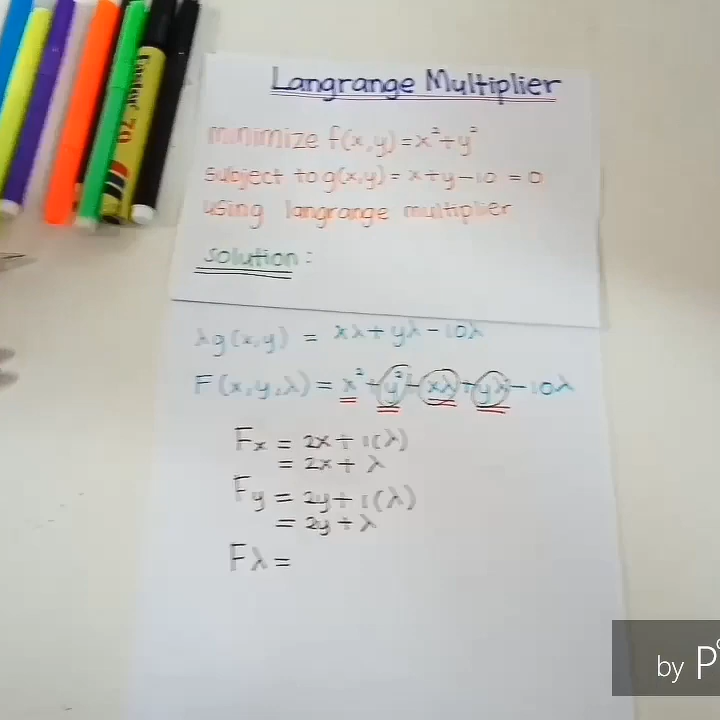 Langrange Multiplier
minimize f(x,y)=x²+y²
subject to g(x,y)=x+y-10=0
using langrange multiplier
solution:
λg(x,y) = xλ+yλ-10λ
F(x,y,λ) = x²+y²+xλ+yλ-10λ
Fx = 2x+1(λ)
= 2x+λ
Fy = 2y+1(λ)
= 2y+λ
Fλ=
by P